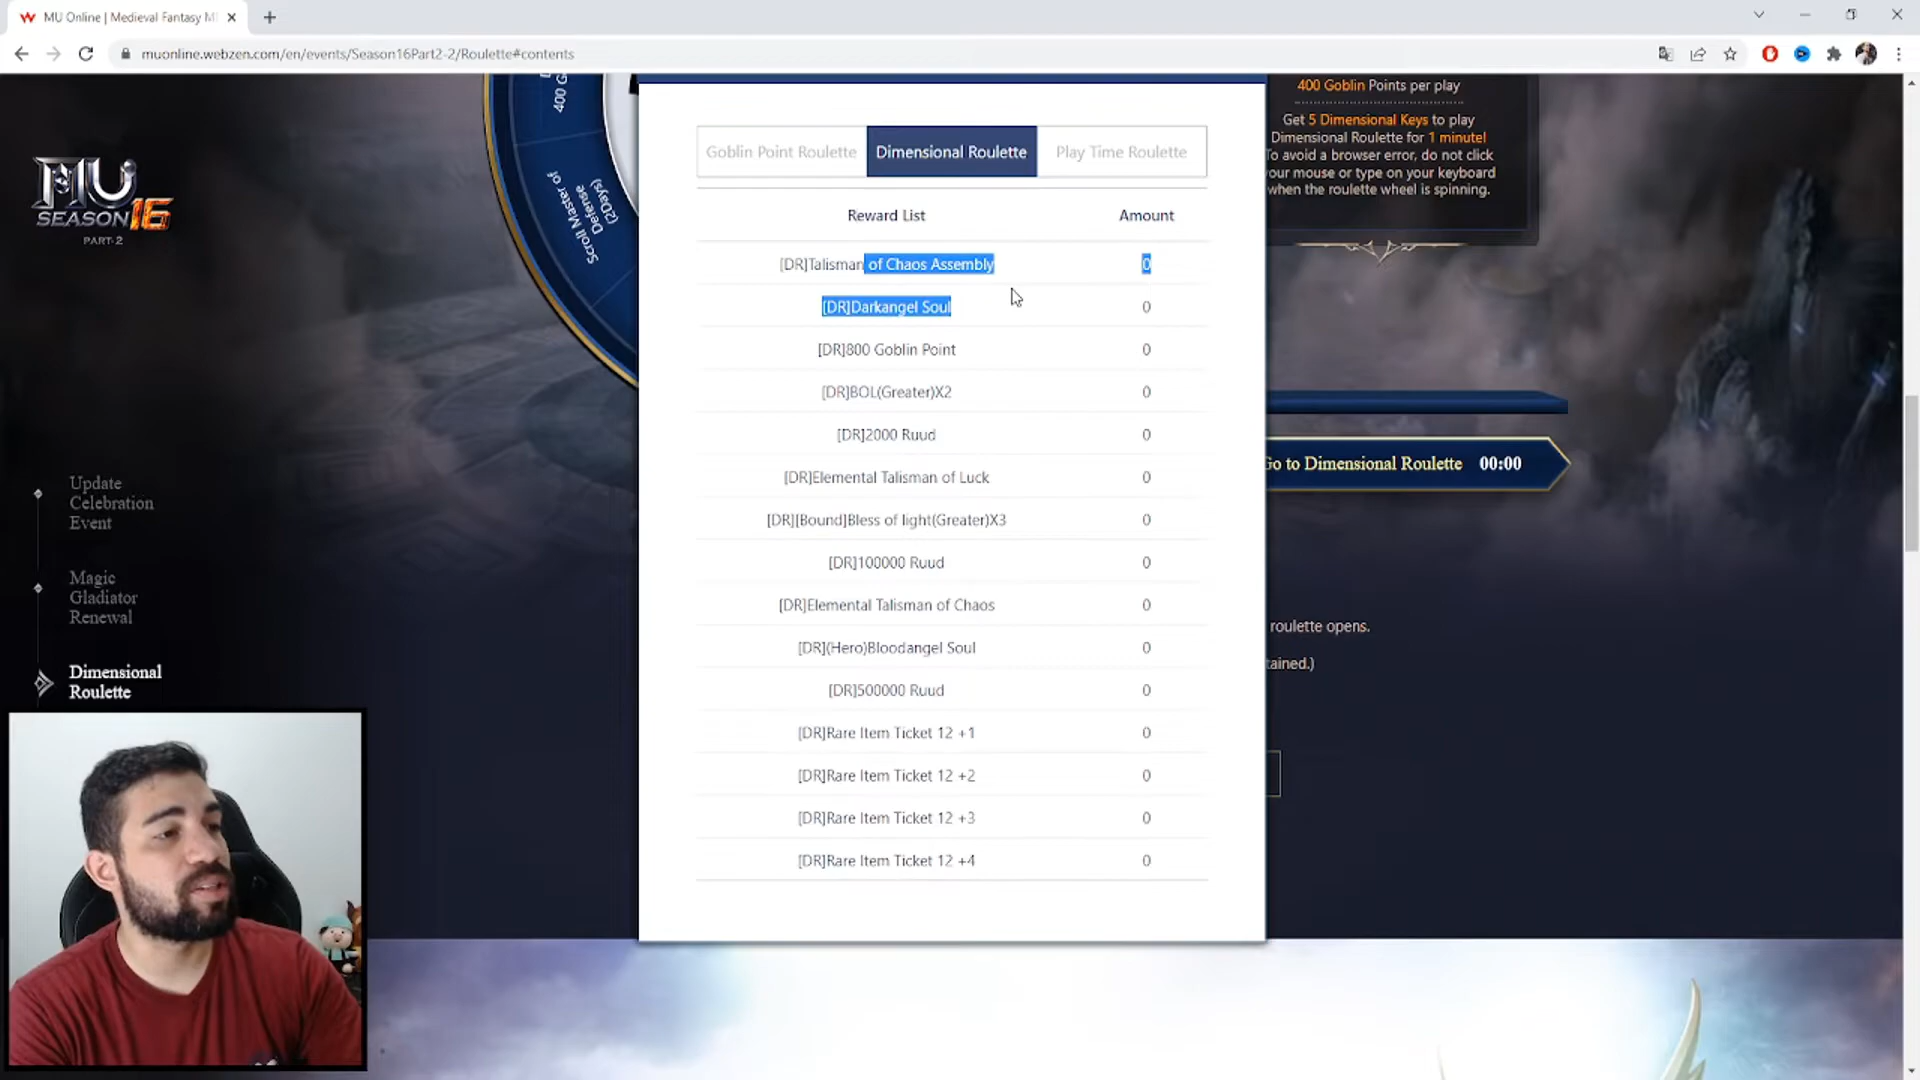 MU Online | Medieval Fantasy M
muonline.webzen.com/en/events/Season16Part2-2/Roulette#contents
MU
SEASON 16
PART-2
400 G
Scroll Master of
Defense
(2Days)
Goblin Point Roulette
Dimensional Roulette
Play Time Roulette
Reward List Amount
[DR]Talisman of Chaos Assembly 0
[DR]Darkangel Soul 0
[DR]800 Goblin Point 0
[DR]BOL(Greater)X2 0
[DR]2000 Ruud 0
[DR]Elemental Talisman of Luck 0
[DR][Bound]Bless of light(Greater)X3 0
[DR]100000 Ruud 0
[DR]Elemental Talisman of Chaos 0
[DR](Hero)Bloodangel Soul 0
[DR]500000 Ruud 0
[DR]Rare Item Ticket 12 +1 0
[DR]Rare Item Ticket 12 +2 0
[DR]Rare Item Ticket 12 +3 0
[DR]Rare Item Ticket 12 +4 0
400 Goblin Points per play
Get 5 Dimensional Keys to play
Dimensional Roulette for 1 minute!
To avoid a browser error, do not click
your mouse or type on your keyboard
when the roulette wheel is spinning.
Go to Dimensional Roulette 00:00
roulette opens.
tained.)
Update
Celebration
Event
Magic
Gladiator
Renewal
Dimensional
Roulette